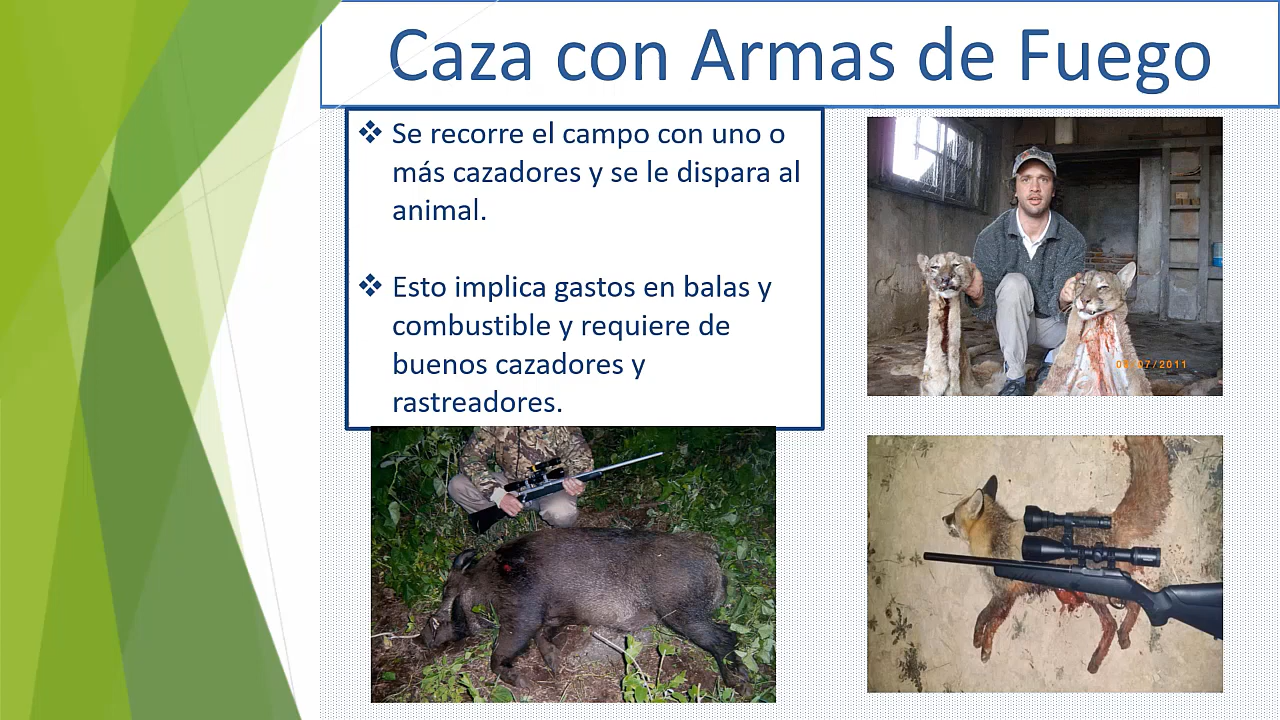 Caza con Armas de Fuego
❖ Se recorre el campo con uno o
más cazadores y se le dispara al
animal.
❖ Esto implica gastos en balas y
combustible y requiere de
buenos cazadores y
rastreadores.